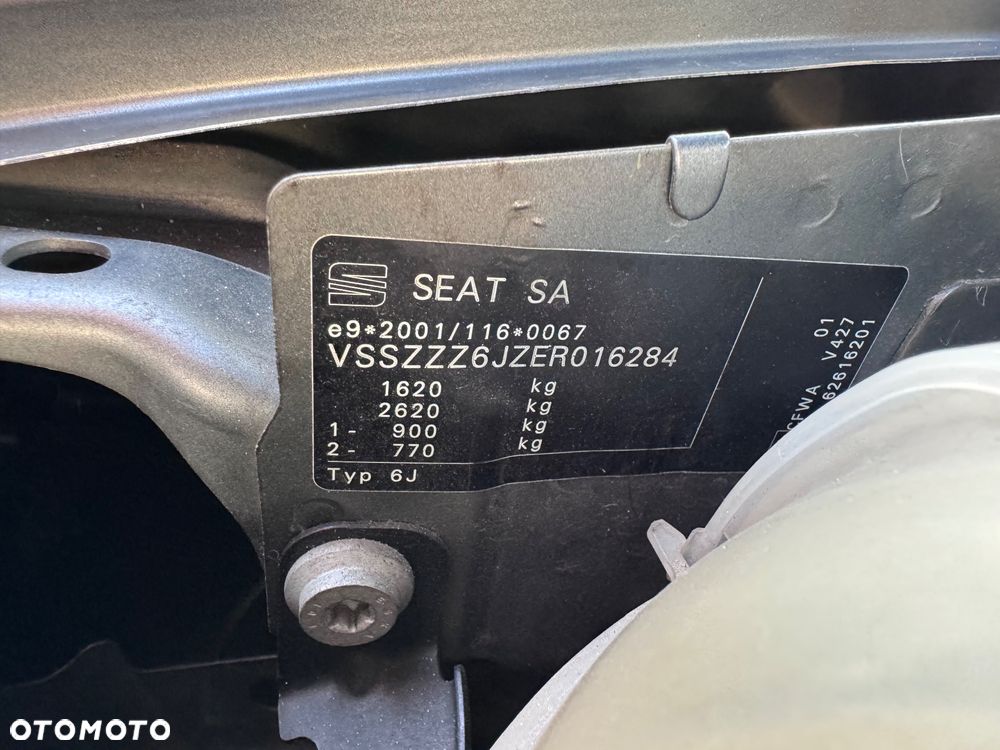 SEAT SA
e9*2001/116*0067
VSSZZZ6JZER016284
1620 kg
2620 kg
1- 900 kg
2- 770 kg
Typ 6J
01
V427
CFWA 62616201
OTOMOTO